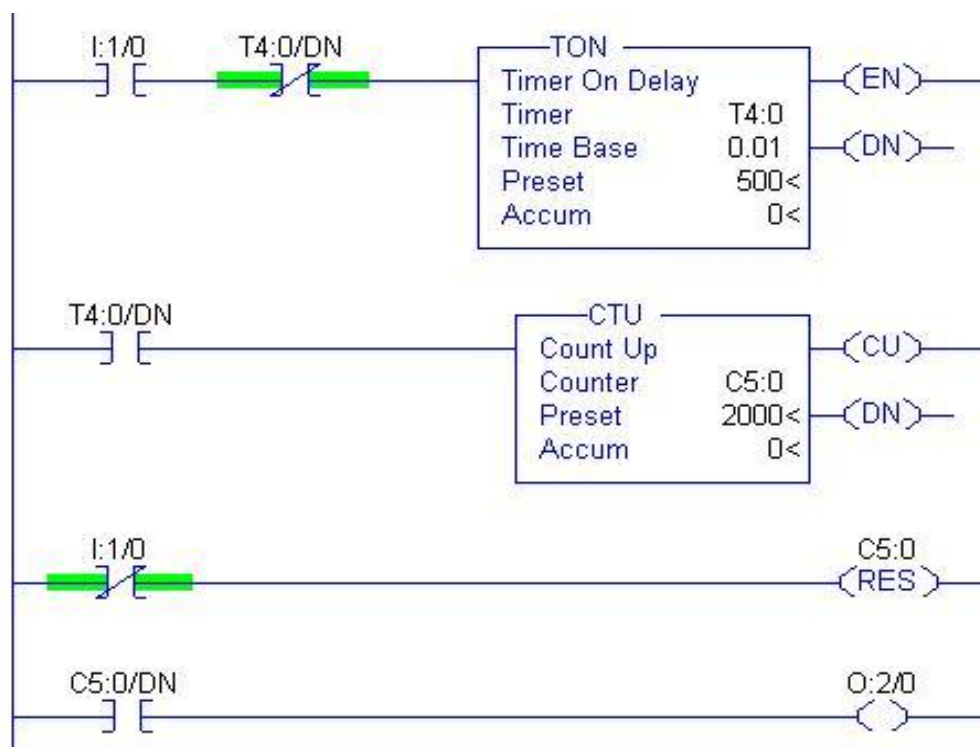 I:1/0 T4:0/DN TON (EN)
Timer On Delay
Timer T4:0
Time Base 0.01 (DN)
Preset 500<
Accum 0<
T4:0/DN CTU
Count Up (CU)
Counter C5:0
Preset 2000< (DN)
Accum 0<
I:1/0 C5:0
(RES)
C5:0/DN O:2/0